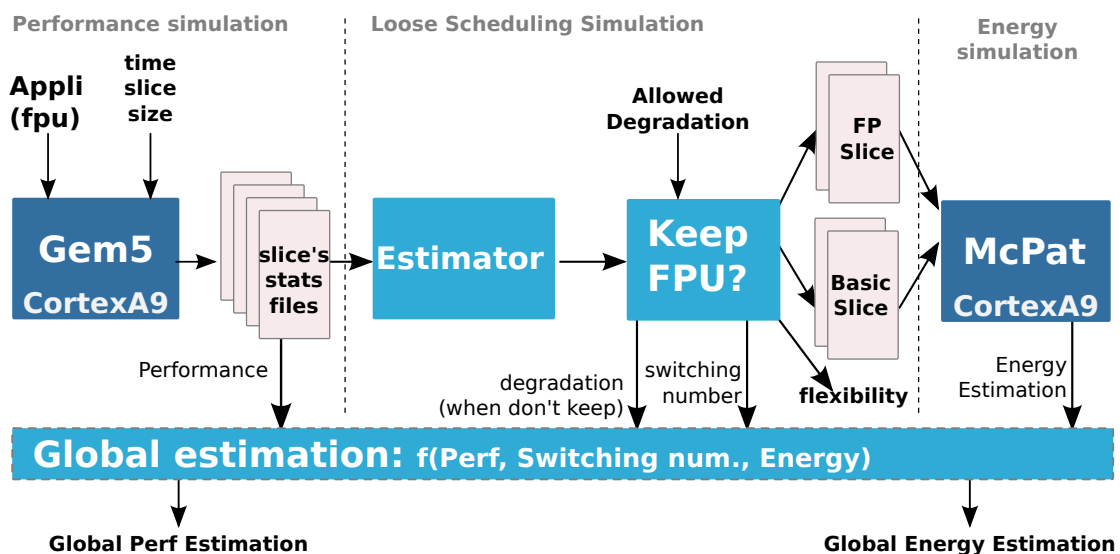 Performance simulation
Loose Scheduling Simulation
Energy
simulation
Appli
(fpu)
time
slice
size
Allowed
Degradation
FP
Slice
Gem5
CortexA9
slice's
stats
files
Estimator
Keep
FPU?
Basic
Slice
McPat
CortexA9
Performance
degradation
(when don't keep)
switching
number
flexibility
Energy
Estimation
Global estimation: f(Perf, Switching num., Energy)
Global Perf Estimation
Global Energy Estimation